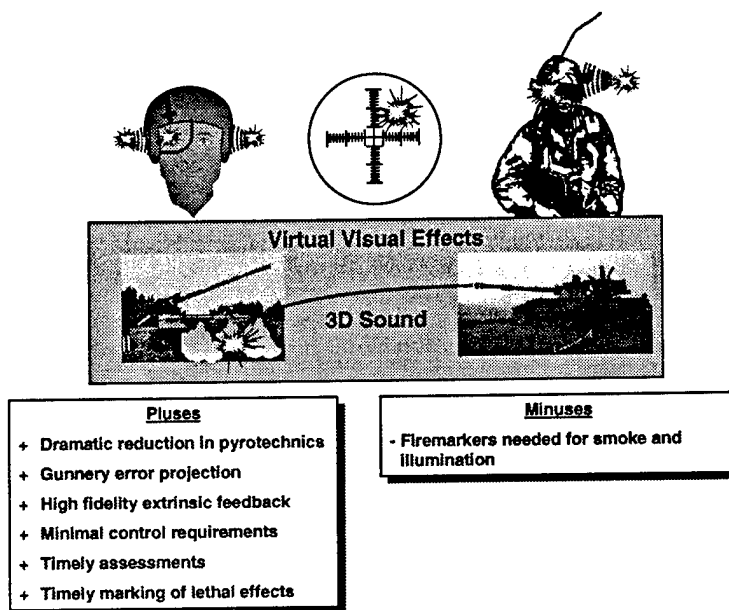 Virtual Visual Effects
3D Sound
Pluses
+ Dramatic reduction in pyrotechnics
+ Gunnery error projection
+ High fidelity extrinsic feedback
+ Minimal control requirements
+ Timely assessments
+ Timely marking of lethal effects
Minuses
- Firemarkers needed for smoke and
illumination